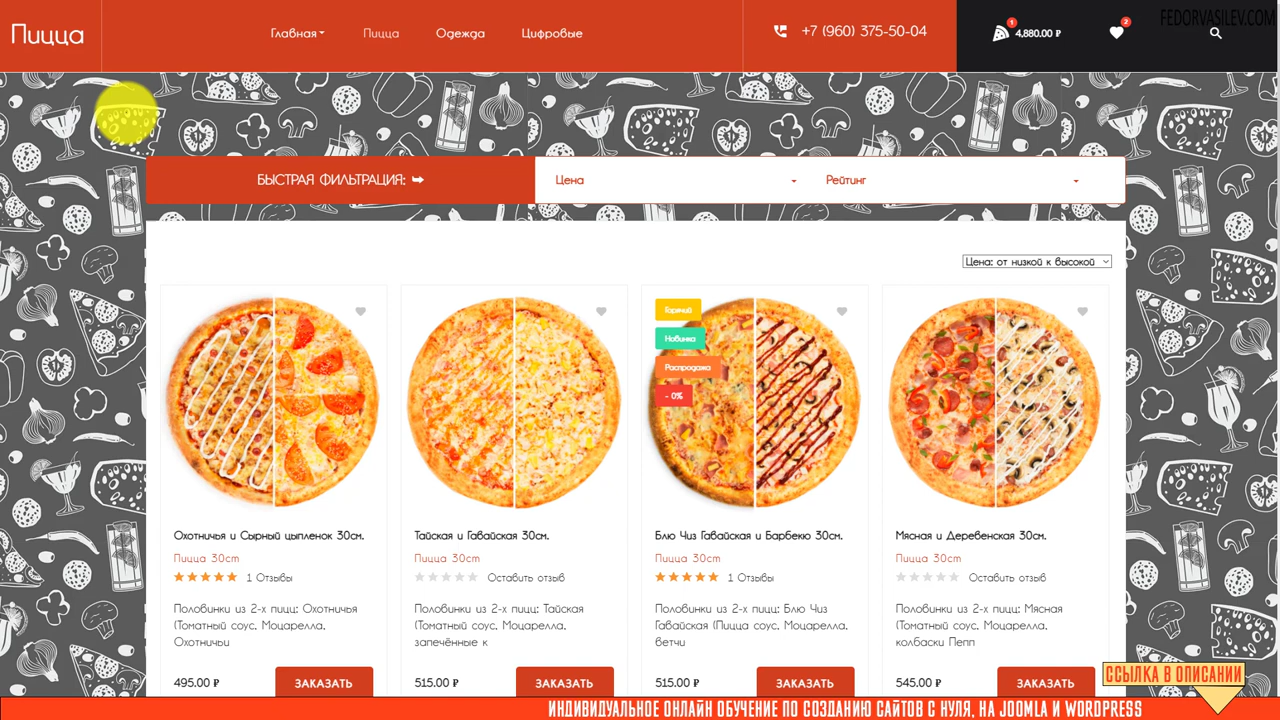 Пицца
Главная
Пицца
Одежда
Цифровые
+7 (960) 375-50-04
1
4,880.00 ₽
2
FEDORVASILEV.COM
БЫСТРАЯ ФИЛЬТРАЦИЯ:
Цена
Рейтинг
Цена: от низкой к высокой
Горячий
Новинка
Распродажа
- 0%
Охотничья и Сырный цыпленок 30см.
Пицца 30cm
1 Отзывы
Половинки из 2-х пицц: Охотничья
(Томатный соус, Моцарелла,
Охотничьи
495.00 ₽
ЗАКАЗАТЬ
Тайская и Гавайская 30см.
Пицца 30cm
Оставить отзыв
Половинки из 2-х пицц: Тайская
(Томатный соус, Моцарелла,
запечённые к
515.00 ₽
ЗАКАЗАТЬ
Блю Чиз Гавайская и Барбекю 30см.
Пицца 30cm
1 Отзывы
Половинки из 2-х пицц: Блю Чиз
Гавайская (Пицца соус, Моцарелла,
ветчи
515.00 ₽
ЗАКАЗАТЬ
Мясная и Деревенская 30см.
Пицца 30cm
Оставить отзыв
Половинки из 2-х пицц: Мясная
(Томатный соус, Моцарелла,
колбаски Пепп
545.00 ₽
ЗАКАЗАТЬ
ССЫЛКА В ОПИСАНИИ
ИНДИВИДУАЛЬНОЕ ОНЛАЙН ОБУЧЕНИЕ ПО СОЗДАНИЮ САЙТОВ С НУЛЯ, НА JOOMLA И WORDPRESS